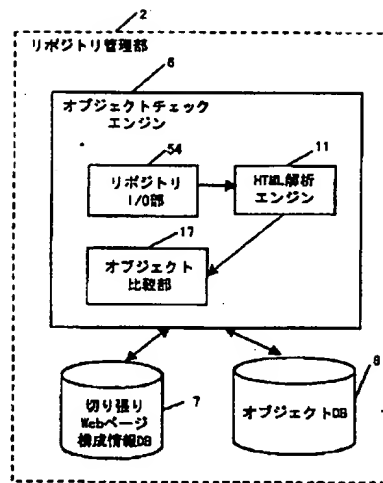 2
リポジトリ管理部
6
オブジェクトチェック
エンジン
54
リポジトリ
I/O部
11
HTML解析
エンジン
17
オブジェクト
比較部
切り張り
Webページ
構成情報DB
7
オブジェクトDB
8